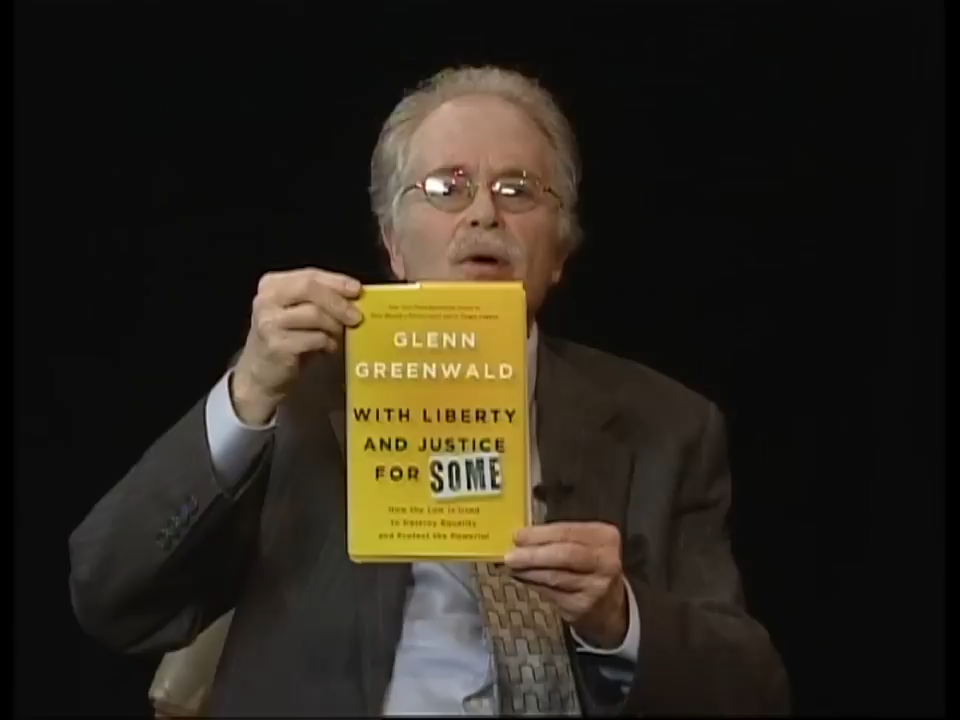 GLENN
GREENWALD
WITH LIBERTY
AND JUSTICE
FOR SOME
How the Law Is Used
to Destroy Equality
and Protect the Powerful